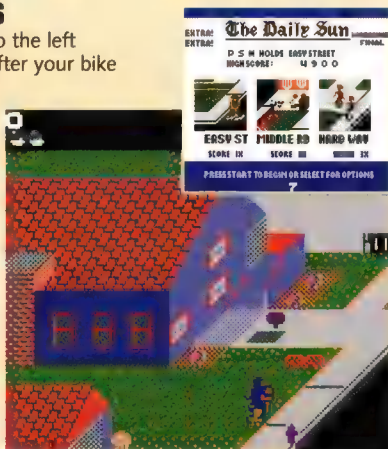 S
o the left
fter your bike
EXTRA!
EXTRA!
The Daily Sun
FINAL
P S M HOLDS EASY STREET
HIGH SCORE: 4900
EASY ST MIDDLE RD HARD WAY
SCORE 1X SCORE 3X
PRESS START TO BEGIN OR SELECT FOR OPTIONS
7
0